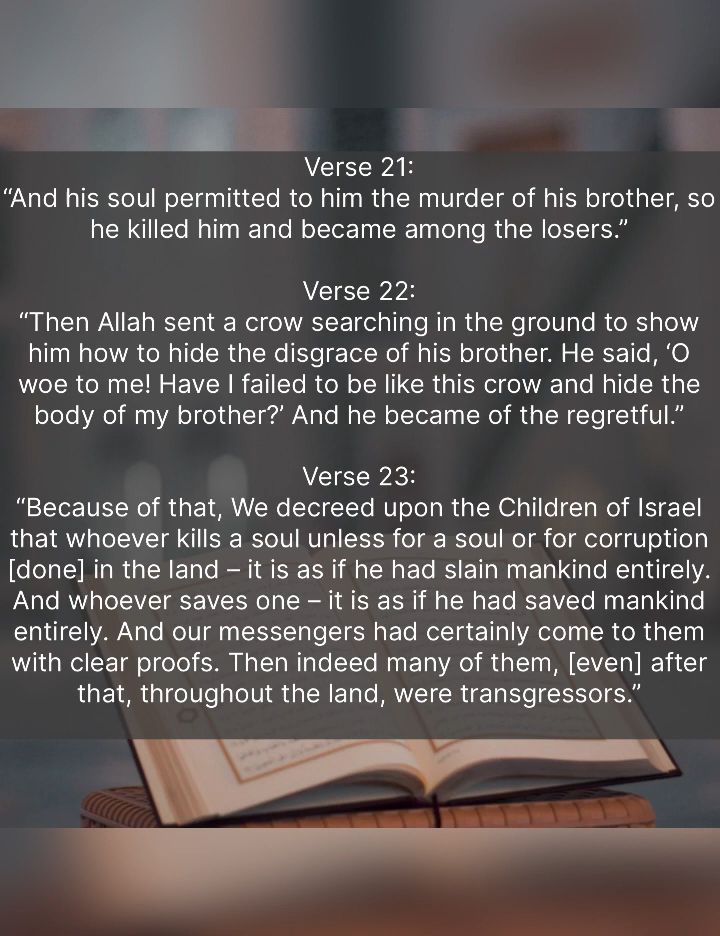 Verse 21:
“And his soul permitted to him the murder of his brother, so
he killed him and became among the losers.”
Verse 22:
“Then Allah sent a crow searching in the ground to show
him how to hide the disgrace of his brother. He said, ‘O
woe to me! Have I failed to be like this crow and hide the
body of my brother?’ And he became of the regretful.”
Verse 23:
“Because of that, We decreed upon the Children of Israel
that whoever kills a soul unless for a soul or for corruption
[done] in the land – it is as if he had slain mankind entirely.
And whoever saves one – it is as if he had saved mankind
entirely. And our messengers had certainly come to them
with clear proofs. Then indeed many of them, [even] after
that, throughout the land, were transgressors.”